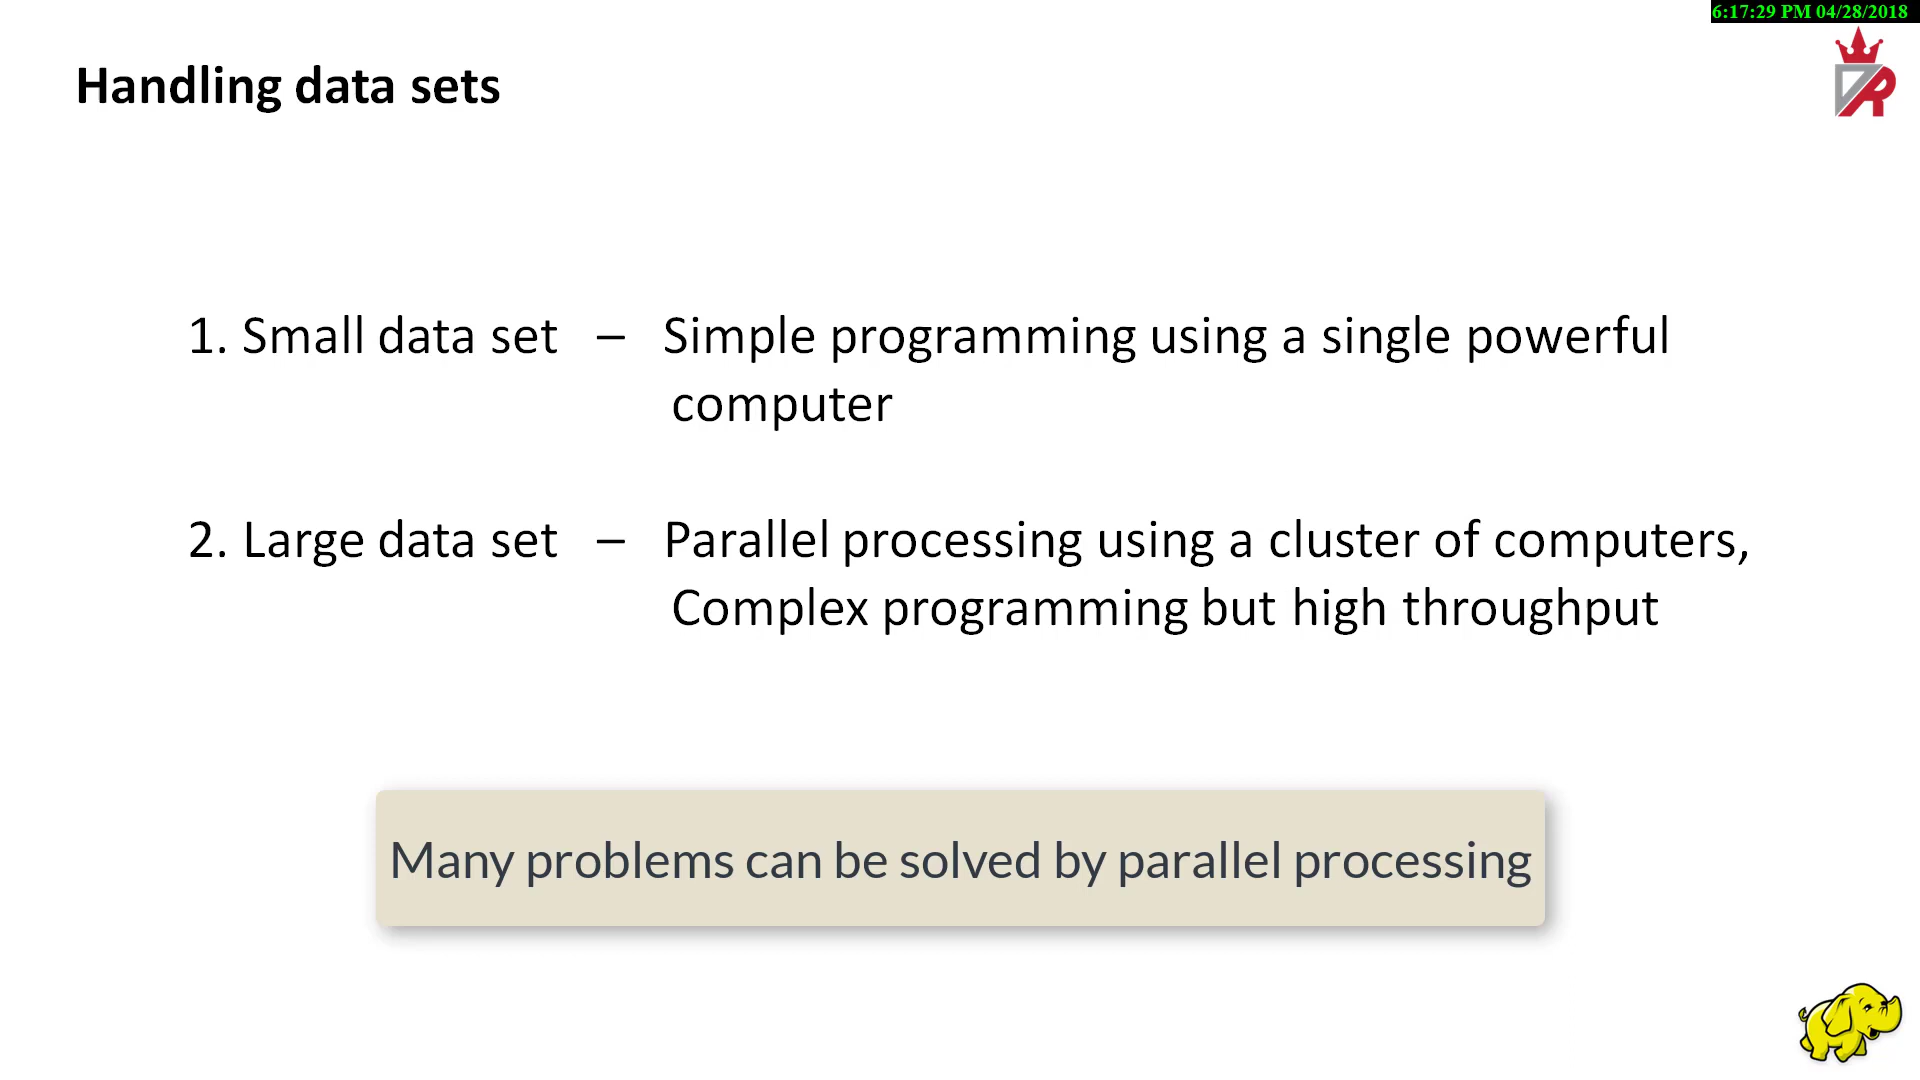 6:17:29 PM 04/28/2018
Handling data sets
1. Small data set – Simple programming using a single powerful
computer
2. Large data set – Parallel processing using a cluster of computers,
Complex programming but high throughput
Many problems can be solved by parallel processing